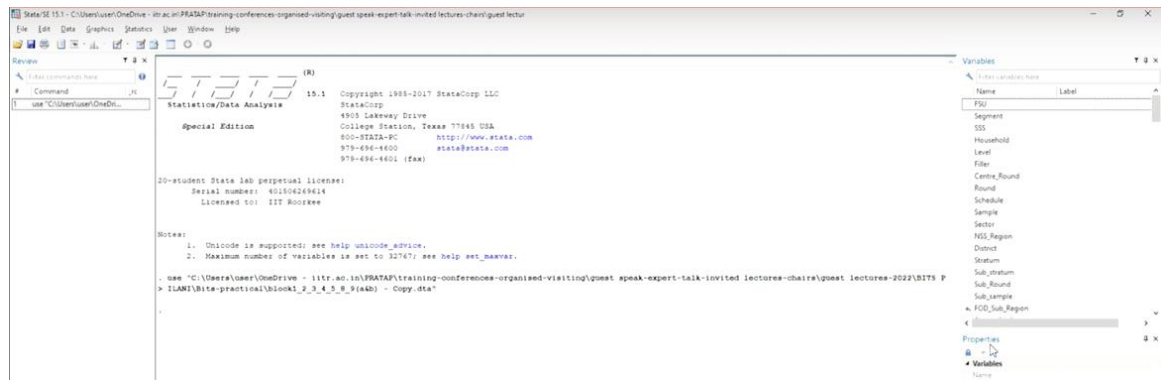 Stata/SE 15.1 - C:\Users\user\OneDrive - iitr.ac.in\PRATAP\training-conferences-organised-visiting\guest speak-expert-talk-invited lectures-chairs\guest lectur
File Edit Data Graphics Statistics User Window Help
Review
Filter commands here
# Command _rc
1 use "C:\Users\user\OneDri...
(R)
15.1 Copyright 1985-2017 StataCorp LLC
Statistics/Data Analysis StataCorp
4905 Lakeway Drive
Special Edition College Station, Texas 77845 USA
800-STATA-PC http://www.stata.com
979-696-4600 stata@stata.com
979-696-4601 (fax)
20-student Stata lab perpetual license:
Serial number: 401506269614
Licensed to: IIT Roorkee
Notes:
1. Unicode is supported; see help unicode_advice.
2. Maximum number of variables is set to 32767; see help set_maxvar.
. use "C:\Users\user\OneDrive - iitr.ac.in\PRATAP\training-conferences-organised-visiting\guest speak-expert-talk-invited lectures-chairs\guest lectures-2022\BITS P
> ILANI\Bits-practical\block1_2_3_4_5_8_9(a&b) - Copy.dta"
.
Variables
Filter variables here
Name Label
FSU
Segment
SSS
Household
Level
Filler
Centre_Round
Round
Schedule
Sample
Sector
NSS_Region
District
Stratum
Sub_stratum
Sub_Round
Sub_sample
FOD_Sub_Region
Properties
Variables
Name